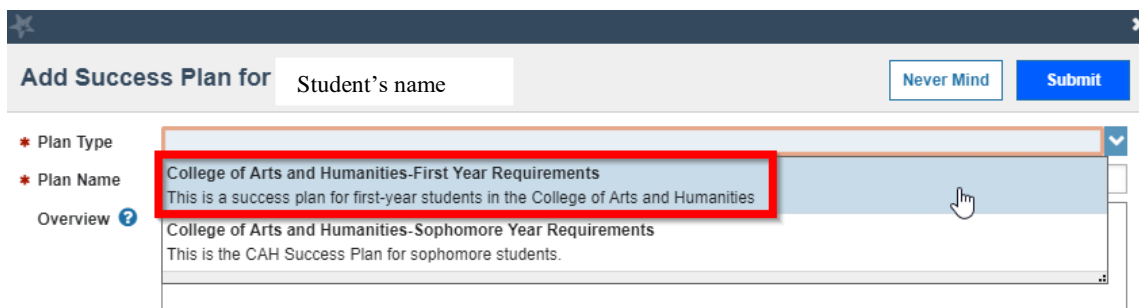 Add Success Plan for Student’s name Never Mind Submit
* Plan Type
College of Arts and Humanities-First Year Requirements
* Plan Name
This is a success plan for first-year students in the College of Arts and Humanities
Overview ?
College of Arts and Humanities-Sophomore Year Requirements
This is the CAH Success Plan for sophomore students.